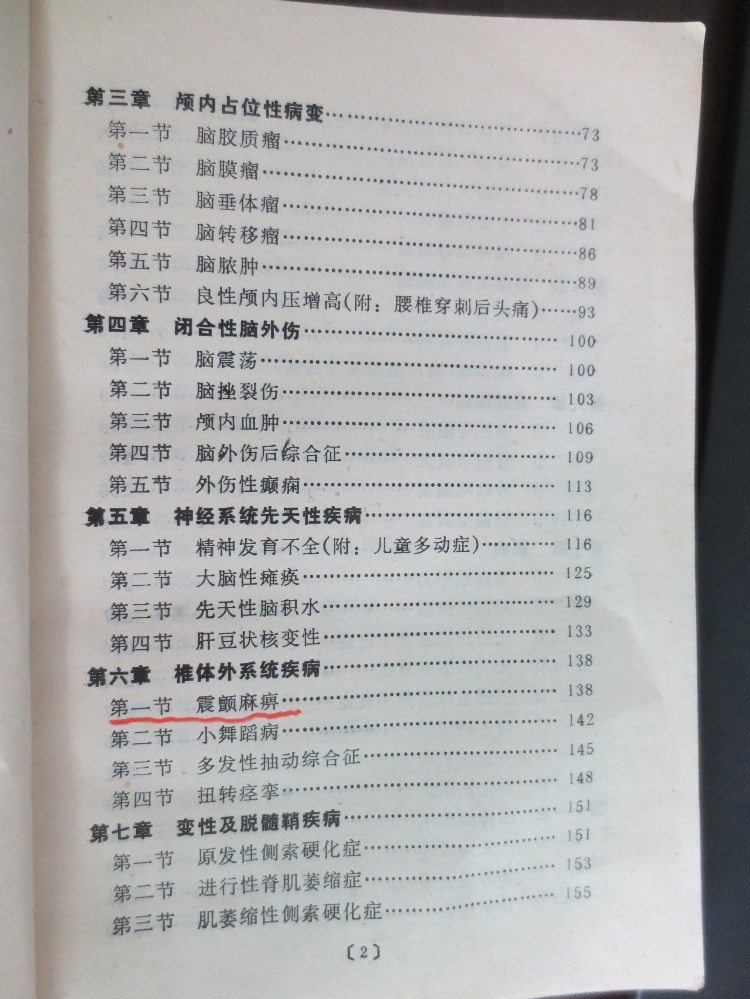 第三章 颅内占位性病变…………………………73
第一节 脑胶质瘤…………………………73
第二节 脑膜瘤…………………………78
第三节 脑垂体瘤…………………………81
第四节 脑转移瘤…………………………86
第五节 脑脓肿…………………………89
第六节 良性颅内压增高(附：腰椎穿刺后头痛)……93
第四章 闭合性脑外伤…………………………100
第一节 脑震荡…………………………100
第二节 脑挫裂伤…………………………103
第三节 颅内血肿…………………………106
第四节 脑外伤后综合征…………………………109
第五节 外伤性癫痫…………………………113
第五章 神经系统先天性疾病…………………………116
第一节 精神发育不全(附：儿童多动症)…………116
第二节 大脑性瘫痪…………………………125
第三节 先天性脑积水…………………………129
第四节 肝豆状核变性…………………………133
第六章 椎体外系统疾病…………………………138
第一节 震颤麻痹…………………………138
第二节 小舞蹈病…………………………142
第三节 多发性抽动综合征…………………………145
第四节 扭转痉挛…………………………148
第七章 变性及脱髓鞘疾病…………………………151
第一节 原发性侧索硬化症…………………………151
第二节 进行性脊肌萎缩症…………………………153
第三节 肌萎缩性侧索硬化症…………………………155
〔2〕